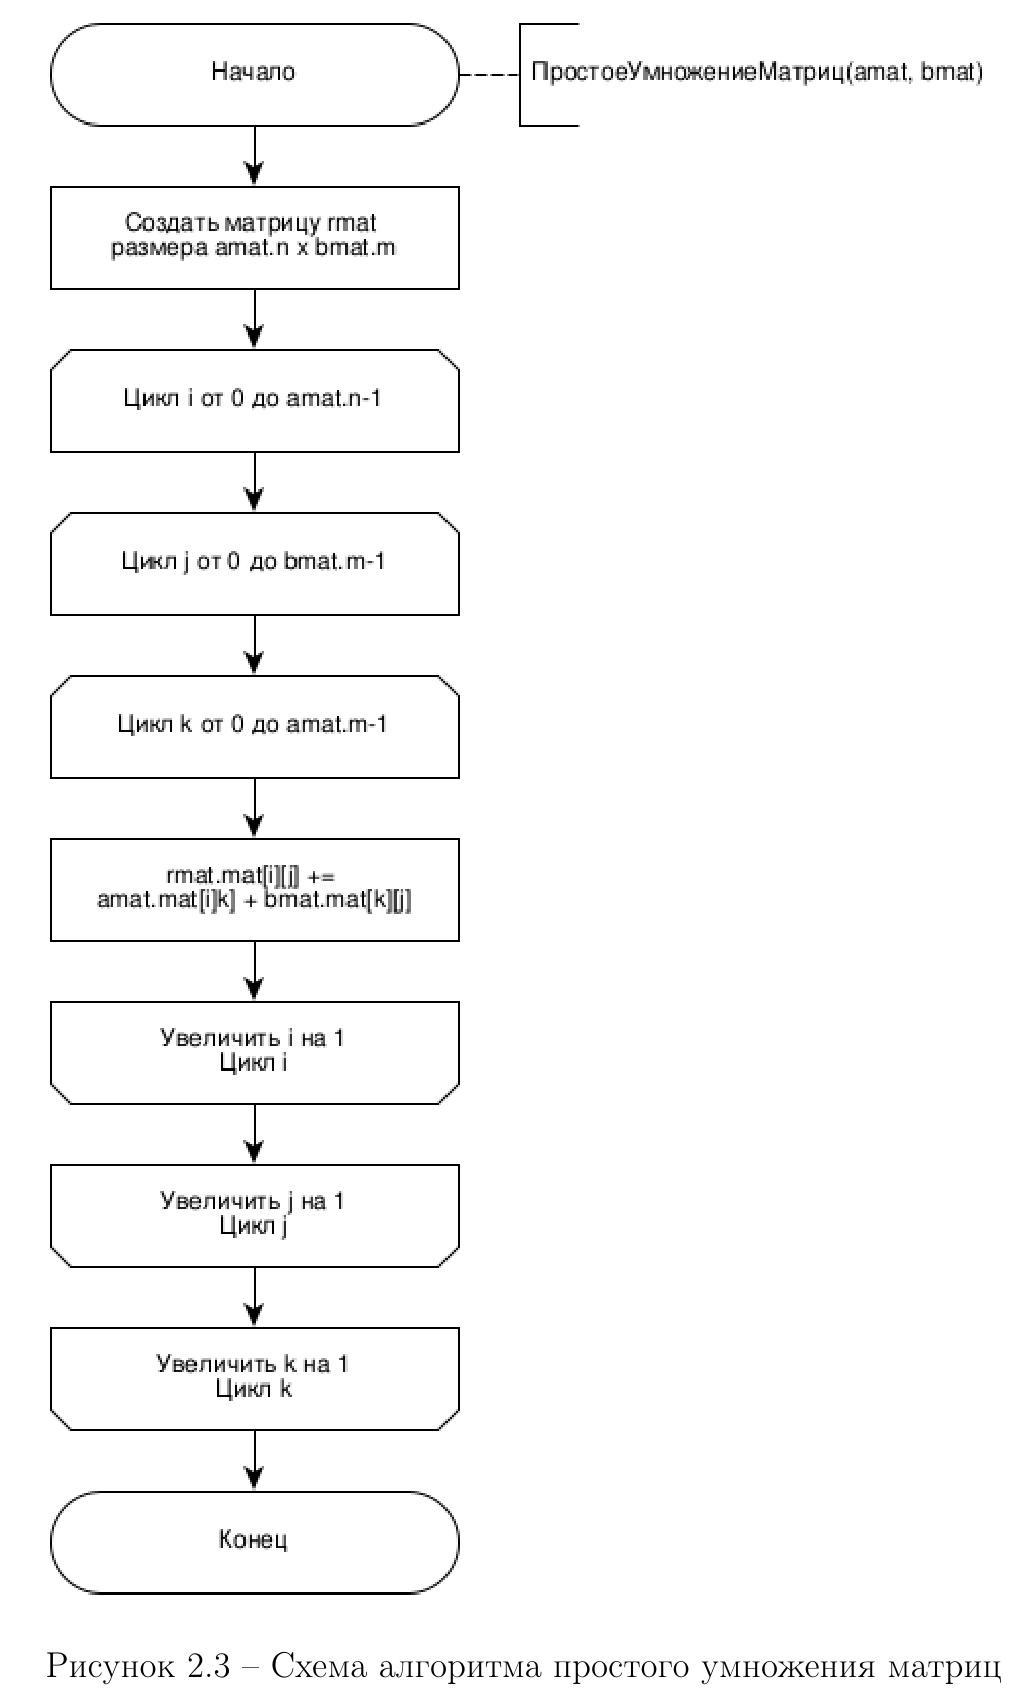 Начало
ПростоеУмножениеМатриц(amat, bmat)
Создать матрицу rmat
размера amat.n x bmat.m
Цикл i от 0 до amat.n-1
Цикл j от 0 до bmat.m-1
Цикл k от 0 до amat.m-1
rmat.mat[i][j] +=
amat.mat[i]k] + bmat.mat[k][j]
Увеличить i на 1
Цикл i
Увеличить j на 1
Цикл j
Увеличить k на 1
Цикл k
Конец
Рисунок 2.3 – Схема алгоритма простого умножения матриц